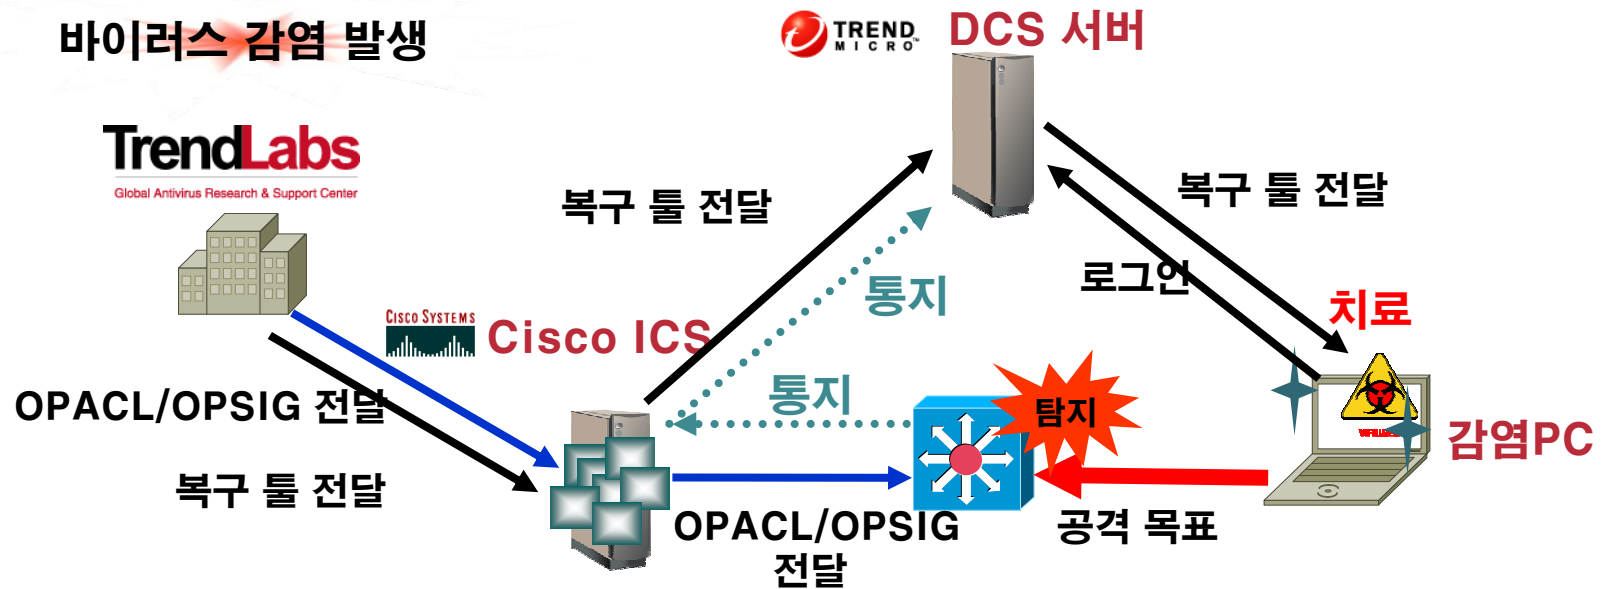 바이러스 감염 발생
TREND
MICRO™
DCS 서버
TrendLabs
Global Antivirus Research & Support Center
복구 툴 전달
복구 툴 전달
로그인
통지
치료
CISCO SYSTEMS
Cisco ICS
OPACL/OPSIG 전달
통지
탐지
감염PC
복구 툴 전달
OPACL/OPSIG
전달
공격 목표